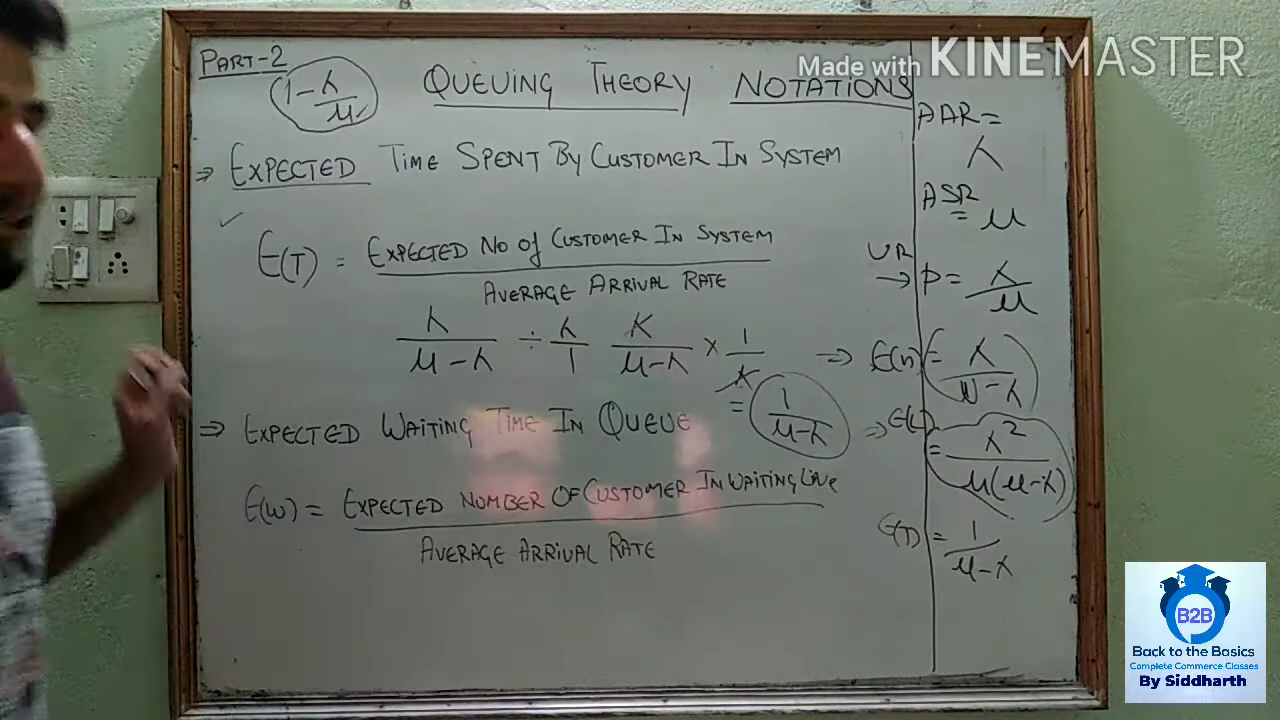 Made with KINEMASTER
PART-2
1 - λ/μ
QUEUING THEORY NOTATIONS
⇒ EXPECTED TIME SPENT BY CUSTOMER IN SYSTEM
✓
E(T) = EXPECTED NO OF CUSTOMER IN SYSTEM
AVERAGE ARRIVAL RATE
λ/(μ-λ) ÷ λ/1 λ/(μ-λ) × 1/λ
= 1/(μ-λ)
⇒ EXPECTED WAITING TIME IN QUEUE
E(W) = EXPECTED NUMBER OF CUSTOMER IN WAITING LINE
AVERAGE ARRIVAL RATE
AAR =
λ
ASR
= μ
UR
→ P = λ/μ
⇒ E(n) = λ/(μ-λ)
⇒ E(L)
= λ²/μ(μ-λ)
E(T) = 1/(μ-λ)
B2B
Back to the Basics
Complete Commerce Classes
By Siddharth